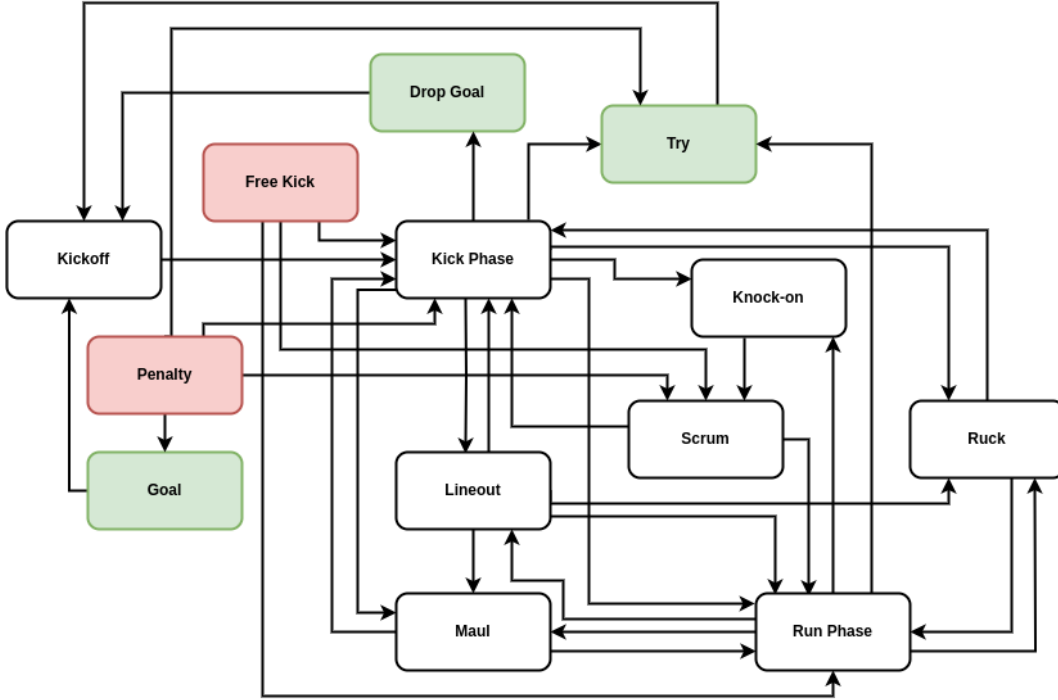 Drop Goal
Try
Free Kick
Kickoff
Kick Phase
Knock-on
Penalty
Scrum
Ruck
Goal
Lineout
Maul
Run Phase